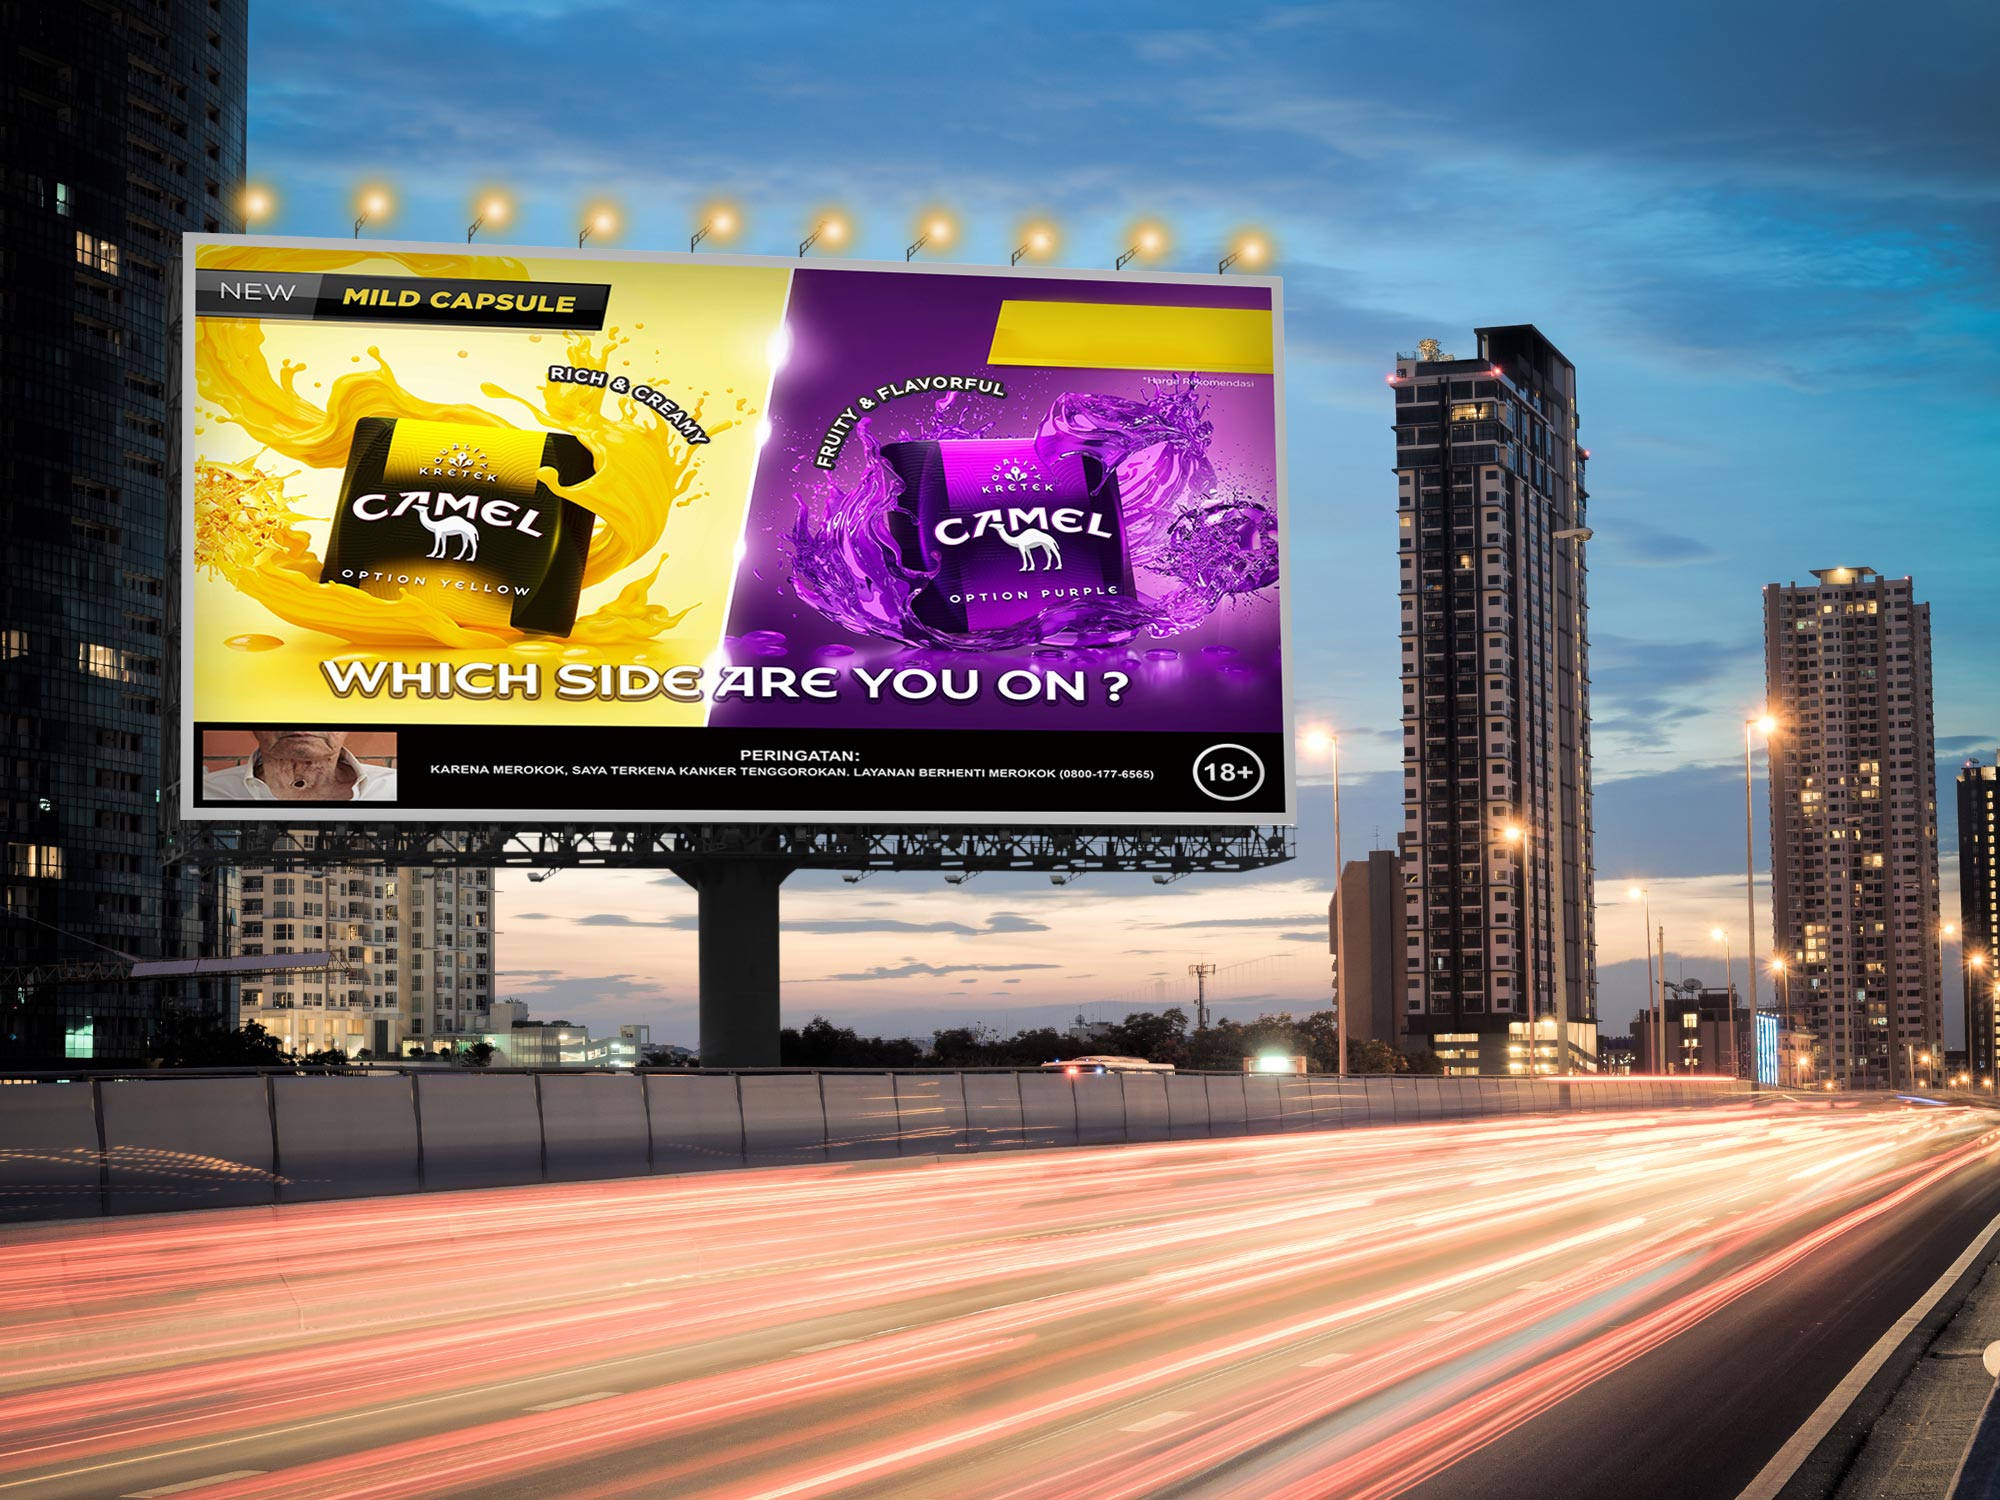 NEW MILD CAPSULE
*Harga Rekomendasi
RICH & CREAMY
FRUITY & FLAVORFUL
QUALITY
KRETEK
CAMEL
OPTION YELLOW
QUALITY
KRETEK
CAMEL
OPTION PURPLE
WHICH SIDE ARE YOU ON ?
PERINGATAN:
KARENA MEROKOK, SAYA TERKENA KANKER TENGGOROKAN. LAYANAN BERHENTI MEROKOK (0800-177-6565)
18+